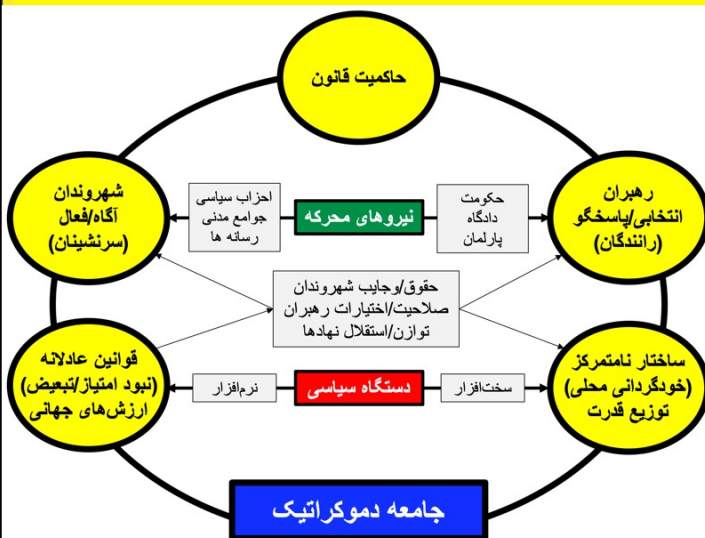 حاکمیت قانون
رهبران
انتخابی/پاسخگو
(رانندگان)
حکومت
دادگاه
پارلمان
نیروهای محرکه
احزاب سیاسی
جوامع مدنی
رسانه ها
شهروندان
آگاه/فعال
(سرنشینان)
حقوق/وجایب شهروندان
صلاحیت/اختیارات رهبران
توازن/استقلال نهادها
ساختار نامتمرکز
(خودگردانی محلی)
توزیع قدرت
سخت‌افزار
دستگاه سیاسی
نرم‌افزار
قوانین عادلانه
(نبود امتیاز/تبعیض)
ارزش‌های جهانی
جامعه دموکراتیک